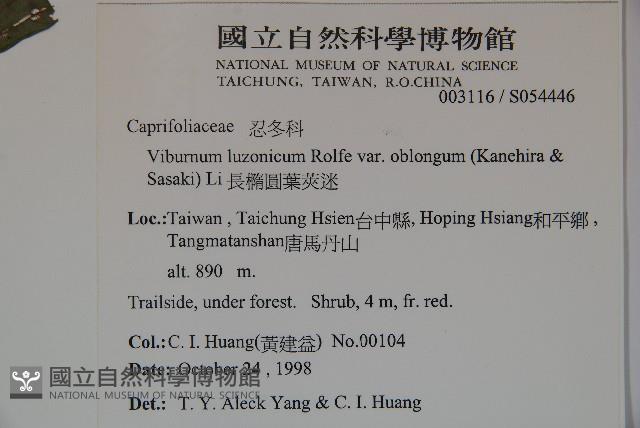 國立自然科學博物館
NATIONAL MUSEUM OF NATURAL SCIENCE
TAICHUNG, TAIWAN, R.O.CHINA
003116 / S054446
Caprifoliaceae 忍冬科
Viburnum luzonicum Rolfe var. oblongum (Kanehira &
Sasaki) Li 長橢圓葉莢迷
Loc.:Taiwan , Taichung Hsien台中縣, Hoping Hsiang和平鄉 ,
Tangmatanshan唐馬丹山
alt. 890 m.
Trailside, under forest. Shrub, 4 m, fr. red.
Col.: C. I. Huang(黃建益) No.00104
Date: October 24 , 1998
國立自然科學博物館
NATIONAL MUSEUM OF NATURAL SCIENCE
Det.: T. Y. Aleck Yang & C. I. Huang